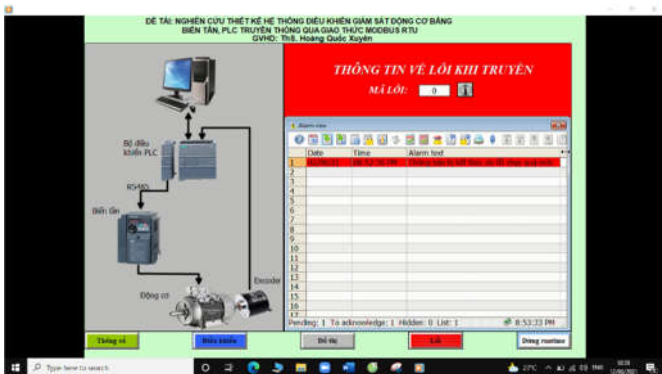 ĐỀ TÀI: NGHIÊN CỨU THIẾT KẾ HỆ THỐNG ĐIỀU KHIỂN GIÁM SÁT ĐỘNG CƠ BẰNG
BIẾN TẦN, PLC TRUYỀN THÔNG QUA GIAO THỨC MODBUS RTU
GVHD: ThS. Hoàng Quốc Xuyên
THÔNG TIN VỀ LỖI KHI TRUYỀN
MÃ LỖI: 0
Bộ điều
khiển PLC
RS485
Biến tần
Động cơ
Encoder
Alarm view
Date Time Alarm text
1
2
3
4
5
6
7
8
9
10
11
12
13
14
15
16
17
Pending: 1 To acknowledge: 1 Hidden: 0 List: 1 8:53:33 PM
Thông số
Điều khiển
Đồ thị
Lỗi
Dừng runtime
Type here to search
27°C
ENG